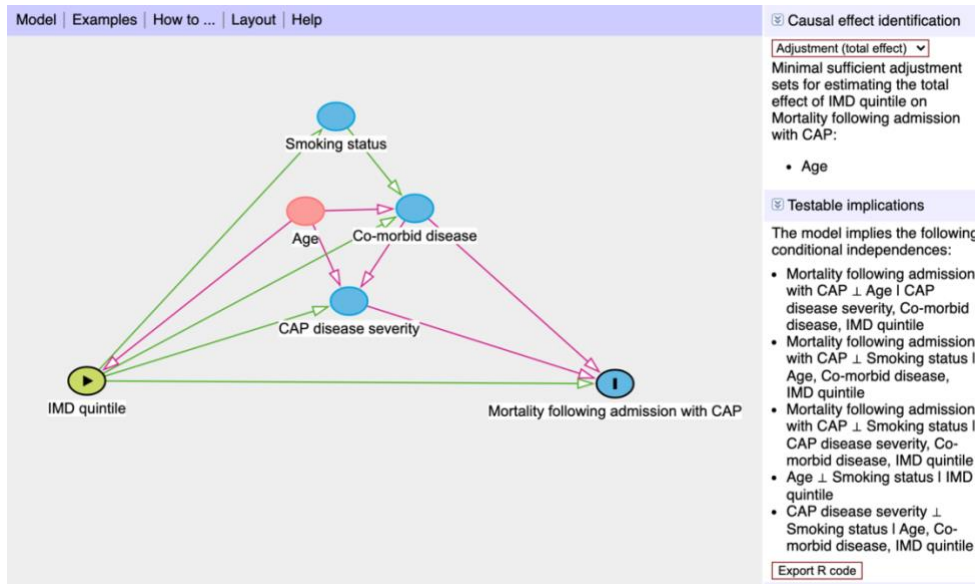 Model | Examples | How to ... | Layout | Help
Smoking status
Age
Co-morbid disease
CAP disease severity
IMD quintile
Mortality following admission with CAP
Causal effect identification
Adjustment (total effect)
Minimal sufficient adjustment
sets for estimating the total
effect of IMD quintile on
Mortality following admission
with CAP:
• Age
Testable implications
The model implies the following
conditional independences:
• Mortality following admission
with CAP ⊥ Age | CAP
disease severity, Co-morbid
disease, IMD quintile
• Mortality following admission
with CAP ⊥ Smoking status |
Age, Co-morbid disease,
IMD quintile
• Mortality following admission
with CAP ⊥ Smoking status |
CAP disease severity, Co-
morbid disease, IMD quintile
• Age ⊥ Smoking status | IMD
quintile
• CAP disease severity ⊥
Smoking status | Age, Co-
morbid disease, IMD quintile
Export R code